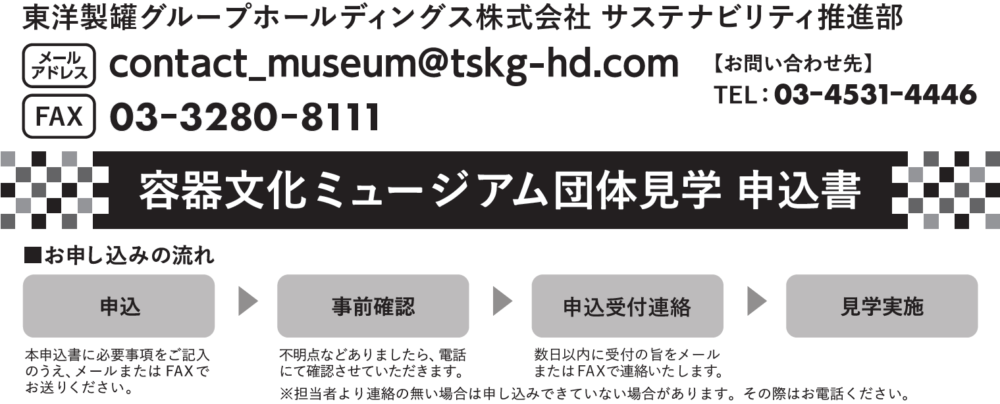 東洋製罐グループホールディングス株式会社 サステナビリティ推進部
メール
アドレス
contact_museum@tskg-hd.com
FAX
03-3280-8111
【お問い合わせ先】
TEL：03-4531-4446
容器文化ミュージアム団体見学 申込書
■お申し込みの流れ
申込
本申込書に必要事項をご記入
のうえ、メールまたは FAX で
お送りください。
事前確認
不明点などありましたら、電話
にて確認させていただきます。
申込受付連絡
数日以内に受付の旨をメール
またはFAXで連絡いたします。
見学実施
※担当者より連絡の無い場合は申し込みできていない場合があります。その際はお電話ください。